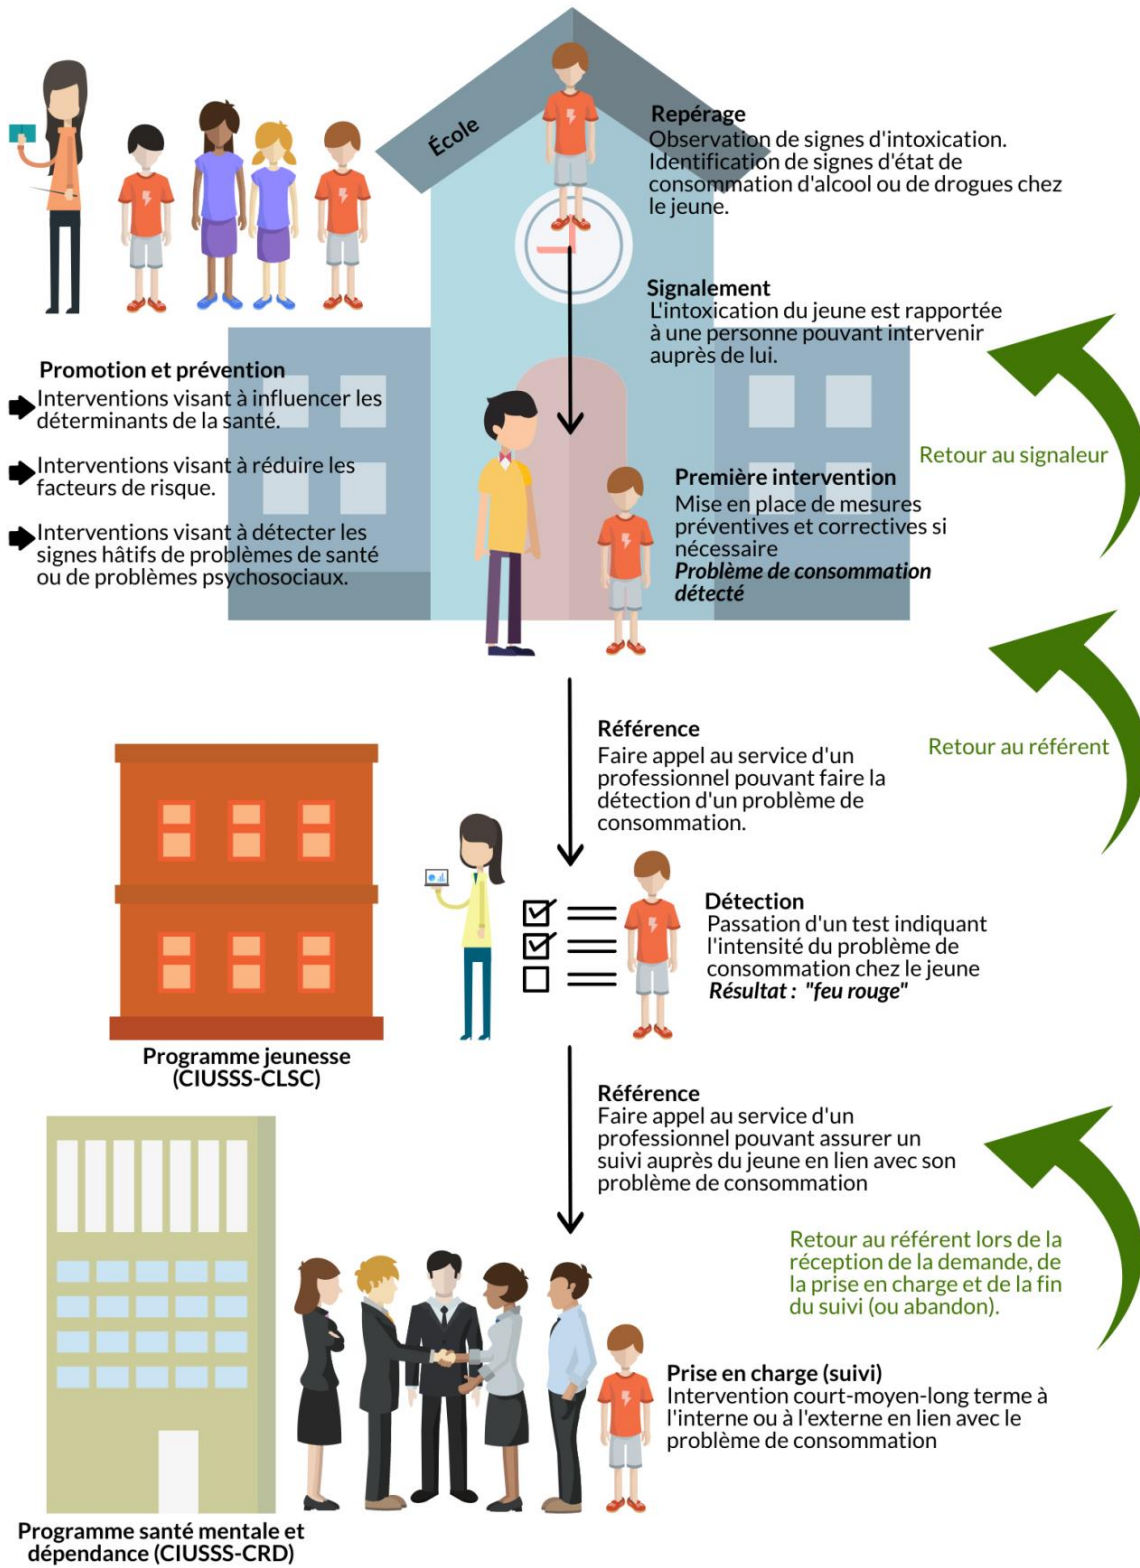 École
Repérage
Observation de signes d'intoxication.
Identification de signes d'état de
consommation d'alcool ou de drogues chez
le jeune.
Signalement
L'intoxication du jeune est rapportée
à une personne pouvant intervenir
auprès de lui.
Promotion et prévention
Interventions visant à influencer les
déterminants de la santé.
Interventions visant à réduire les
facteurs de risque.
Interventions visant à détecter les
signes hâtifs de problèmes de santé
ou de problèmes psychosociaux.
Retour au signaleur
Première intervention
Mise en place de mesures
préventives et correctives si
nécessaire
Problème de consommation
détecté
Référence
Faire appel au service d'un
professionnel pouvant faire la
détection d'un problème de
consommation.
Retour au référent
Détection
Passation d'un test indiquant
l'intensité du problème de
consommation chez le jeune
Résultat : "feu rouge"
Programme jeunesse
(CIUSSS-CLSC)
Référence
Faire appel au service d'un
professionnel pouvant assurer un
suivi auprès du jeune en lien avec son
problème de consommation
Retour au référent lors de la
réception de la demande, de
la prise en charge et de la fin
du suivi (ou abandon).
Prise en charge (suivi)
Intervention court-moyen-long terme à
l'interne ou à l'externe en lien avec le
problème de consommation
Programme santé mentale et
dépendance (CIUSSS-CRD)